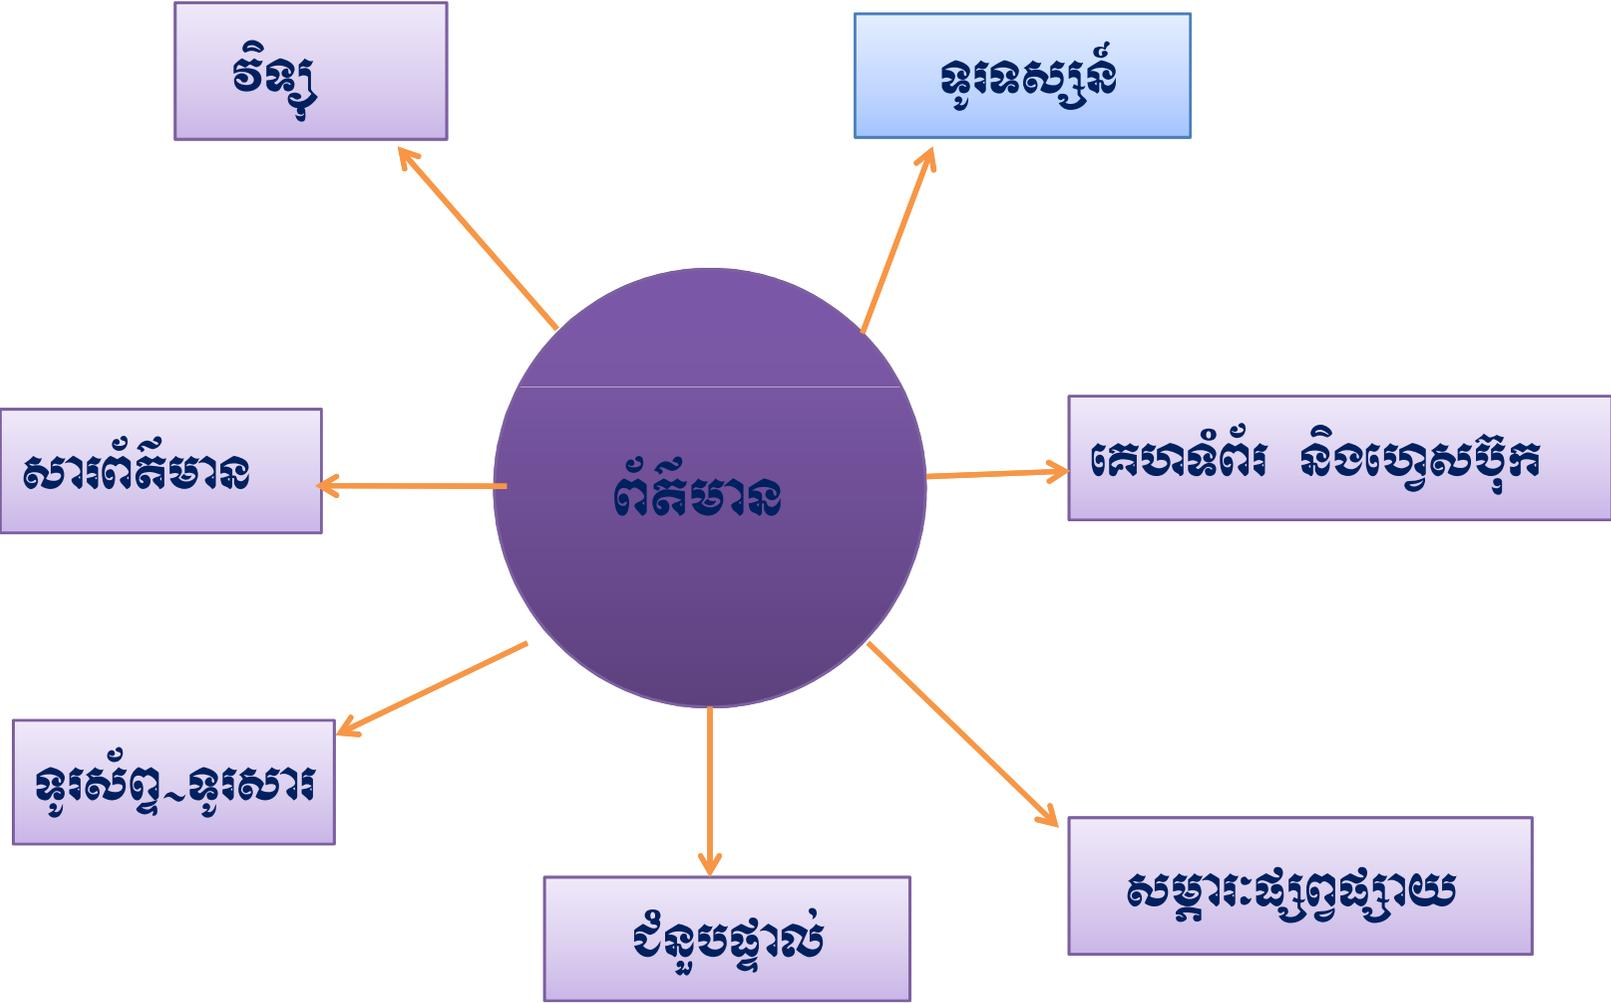 វិទ្យុ
ទូរទស្សន៍
សារព័ត៌មាន
ព័ត៌មាន
គេហទំព័រ និងហ្វេសប៊ុក
ទូរស័ព្ទ~ទូរសារ
ជំនួបផ្ទាល់
សម្ភារៈផ្សព្វផ្សាយ